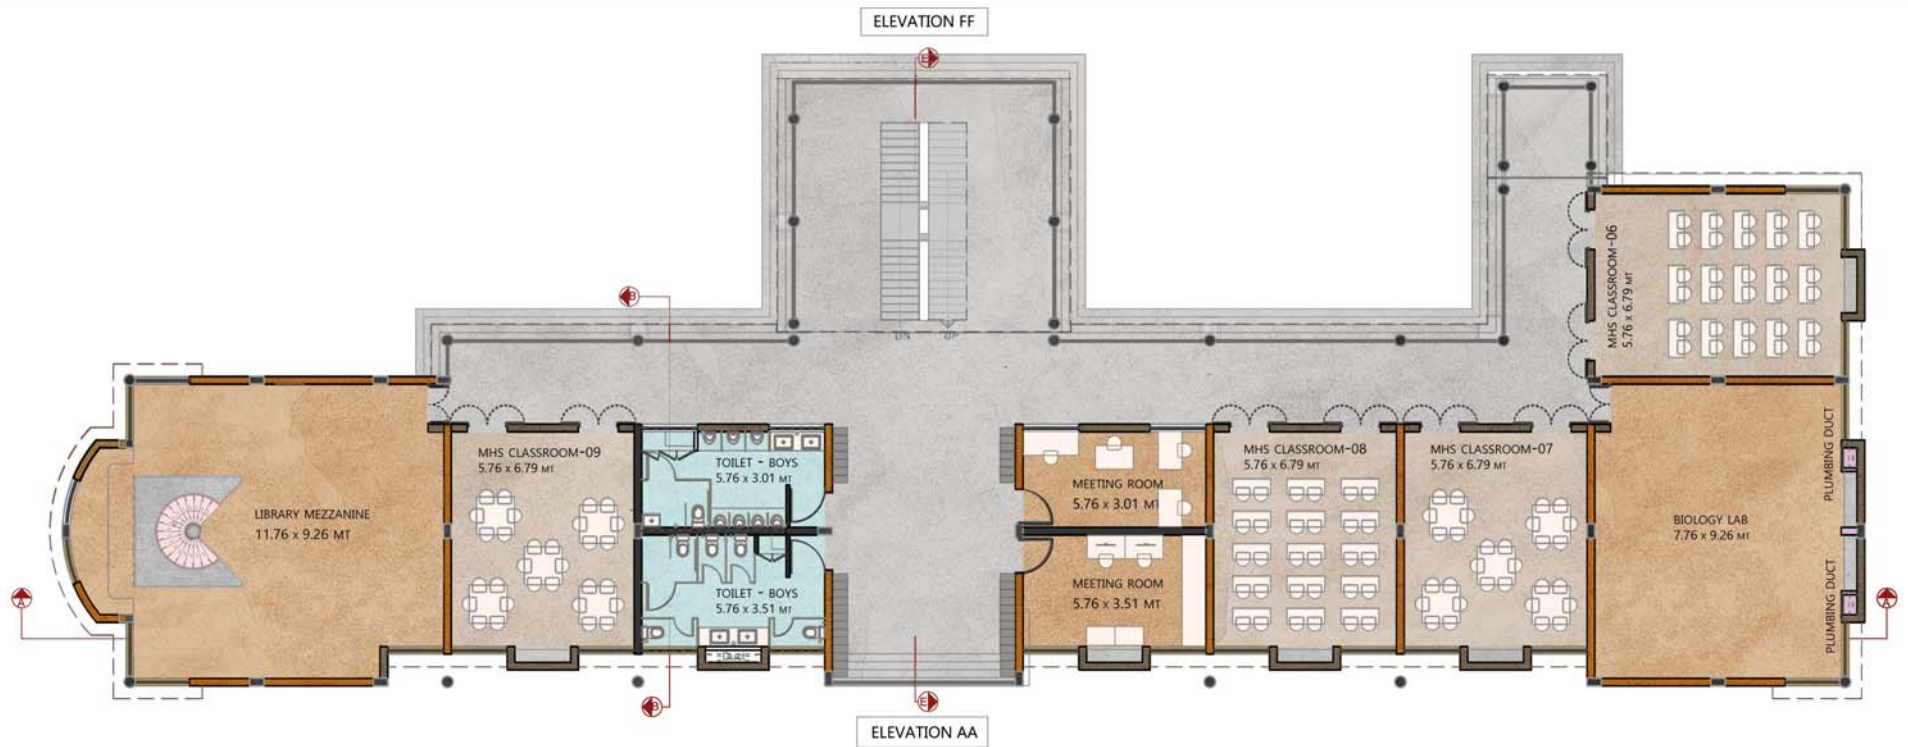 ELEVATION FF
E
B
DN
UP
MHS CLASSROOM-06
5.76 x 6.79 MT
MHS CLASSROOM-09
5.76 x 6.79 MT
TOILET - BOYS
5.76 x 3.01 MT
MEETING ROOM
5.76 x 3.01 MT
MHS CLASSROOM-08
5.76 x 6.79 MT
MHS CLASSROOM-07
5.76 x 6.79 MT
PLUMBING DUCT
LIBRARY MEZZANINE
11.76 x 9.26 MT
BIOLOGY LAB
7.76 x 9.26 MT
TOILET - BOYS
5.76 x 3.51 MT
MEETING ROOM
5.76 x 3.51 MT
PLUMBING DUCT
A
A
DUCT
B
E
ELEVATION AA